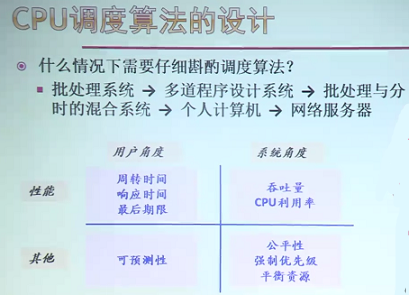 CPU调度算法的设计
什么情况下需要仔细斟酌调度算法？
批处理系统 → 多道程序设计系统 → 批处理与分
时的混合系统 → 个人计算机 → 网络服务器
用户角度 系统角度
性能
周转时间
响应时间
最后期限
吞吐量
CPU利用率
其他
可预测性
公平性
强制优先级
平衡资源